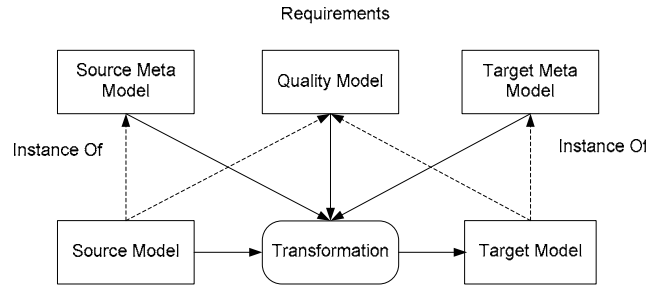 Requirements
Source Meta
Model
Quality Model
Target Meta
Model
Instance Of
Instance Of
Source Model
Transformation
Target Model